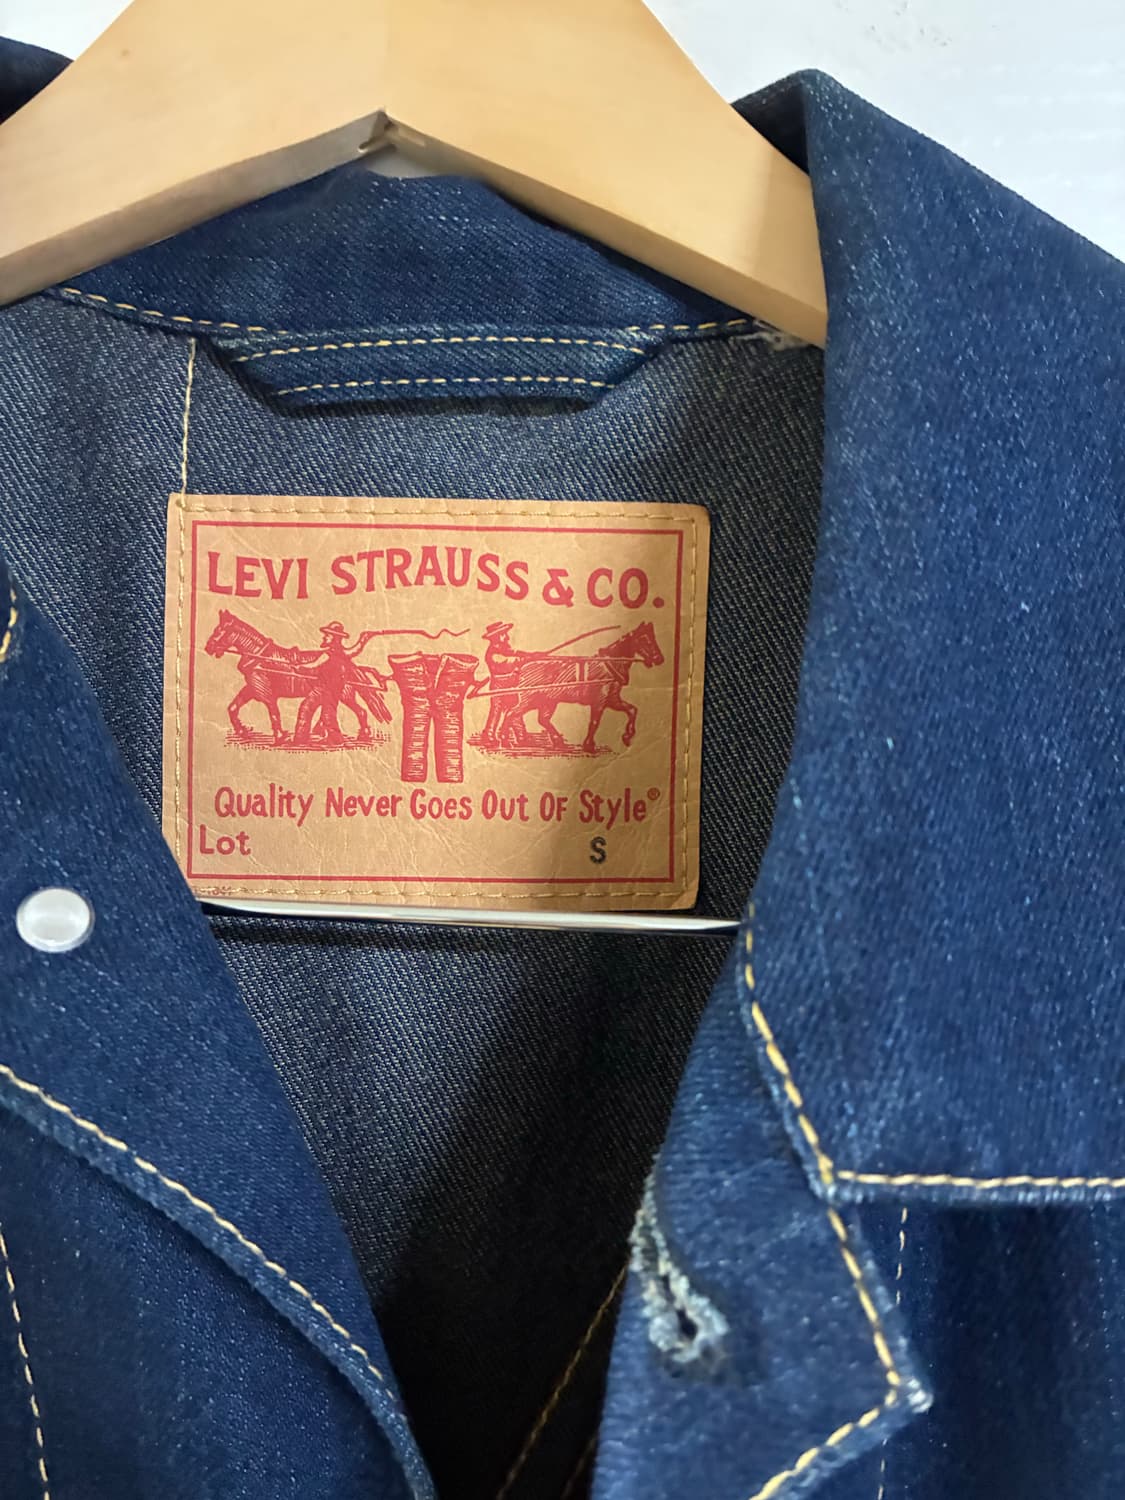 LEVI STRAUSS & CO.
Quality Never Goes Out Of Style®
Lot S